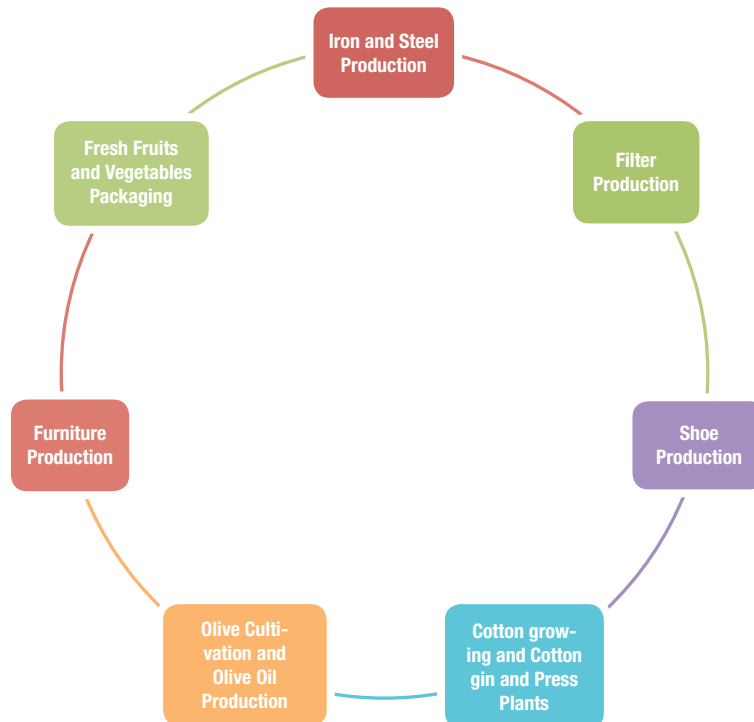 Iron and Steel
Production
Filter
Production
Shoe
Production
Cotton grow-
ing and Cotton
gin and Press
Plants
Olive Culti-
vation and
Olive Oil
Production
Furniture
Production
Fresh Fruits
and Vegetables
Packaging